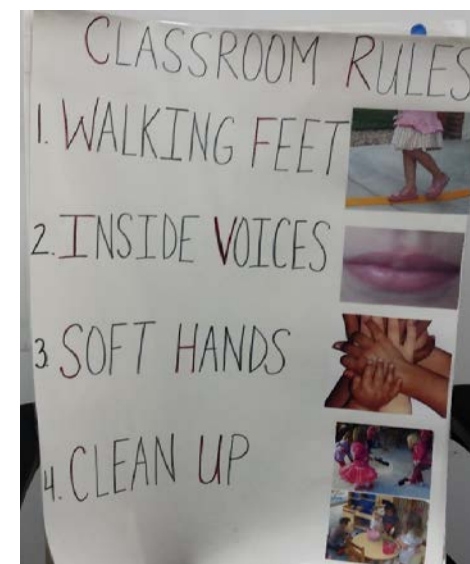 CLASSROOM RULES
1. WALKING FEET
2. INSIDE VOICES
3. SOFT HANDS
4. CLEAN UP